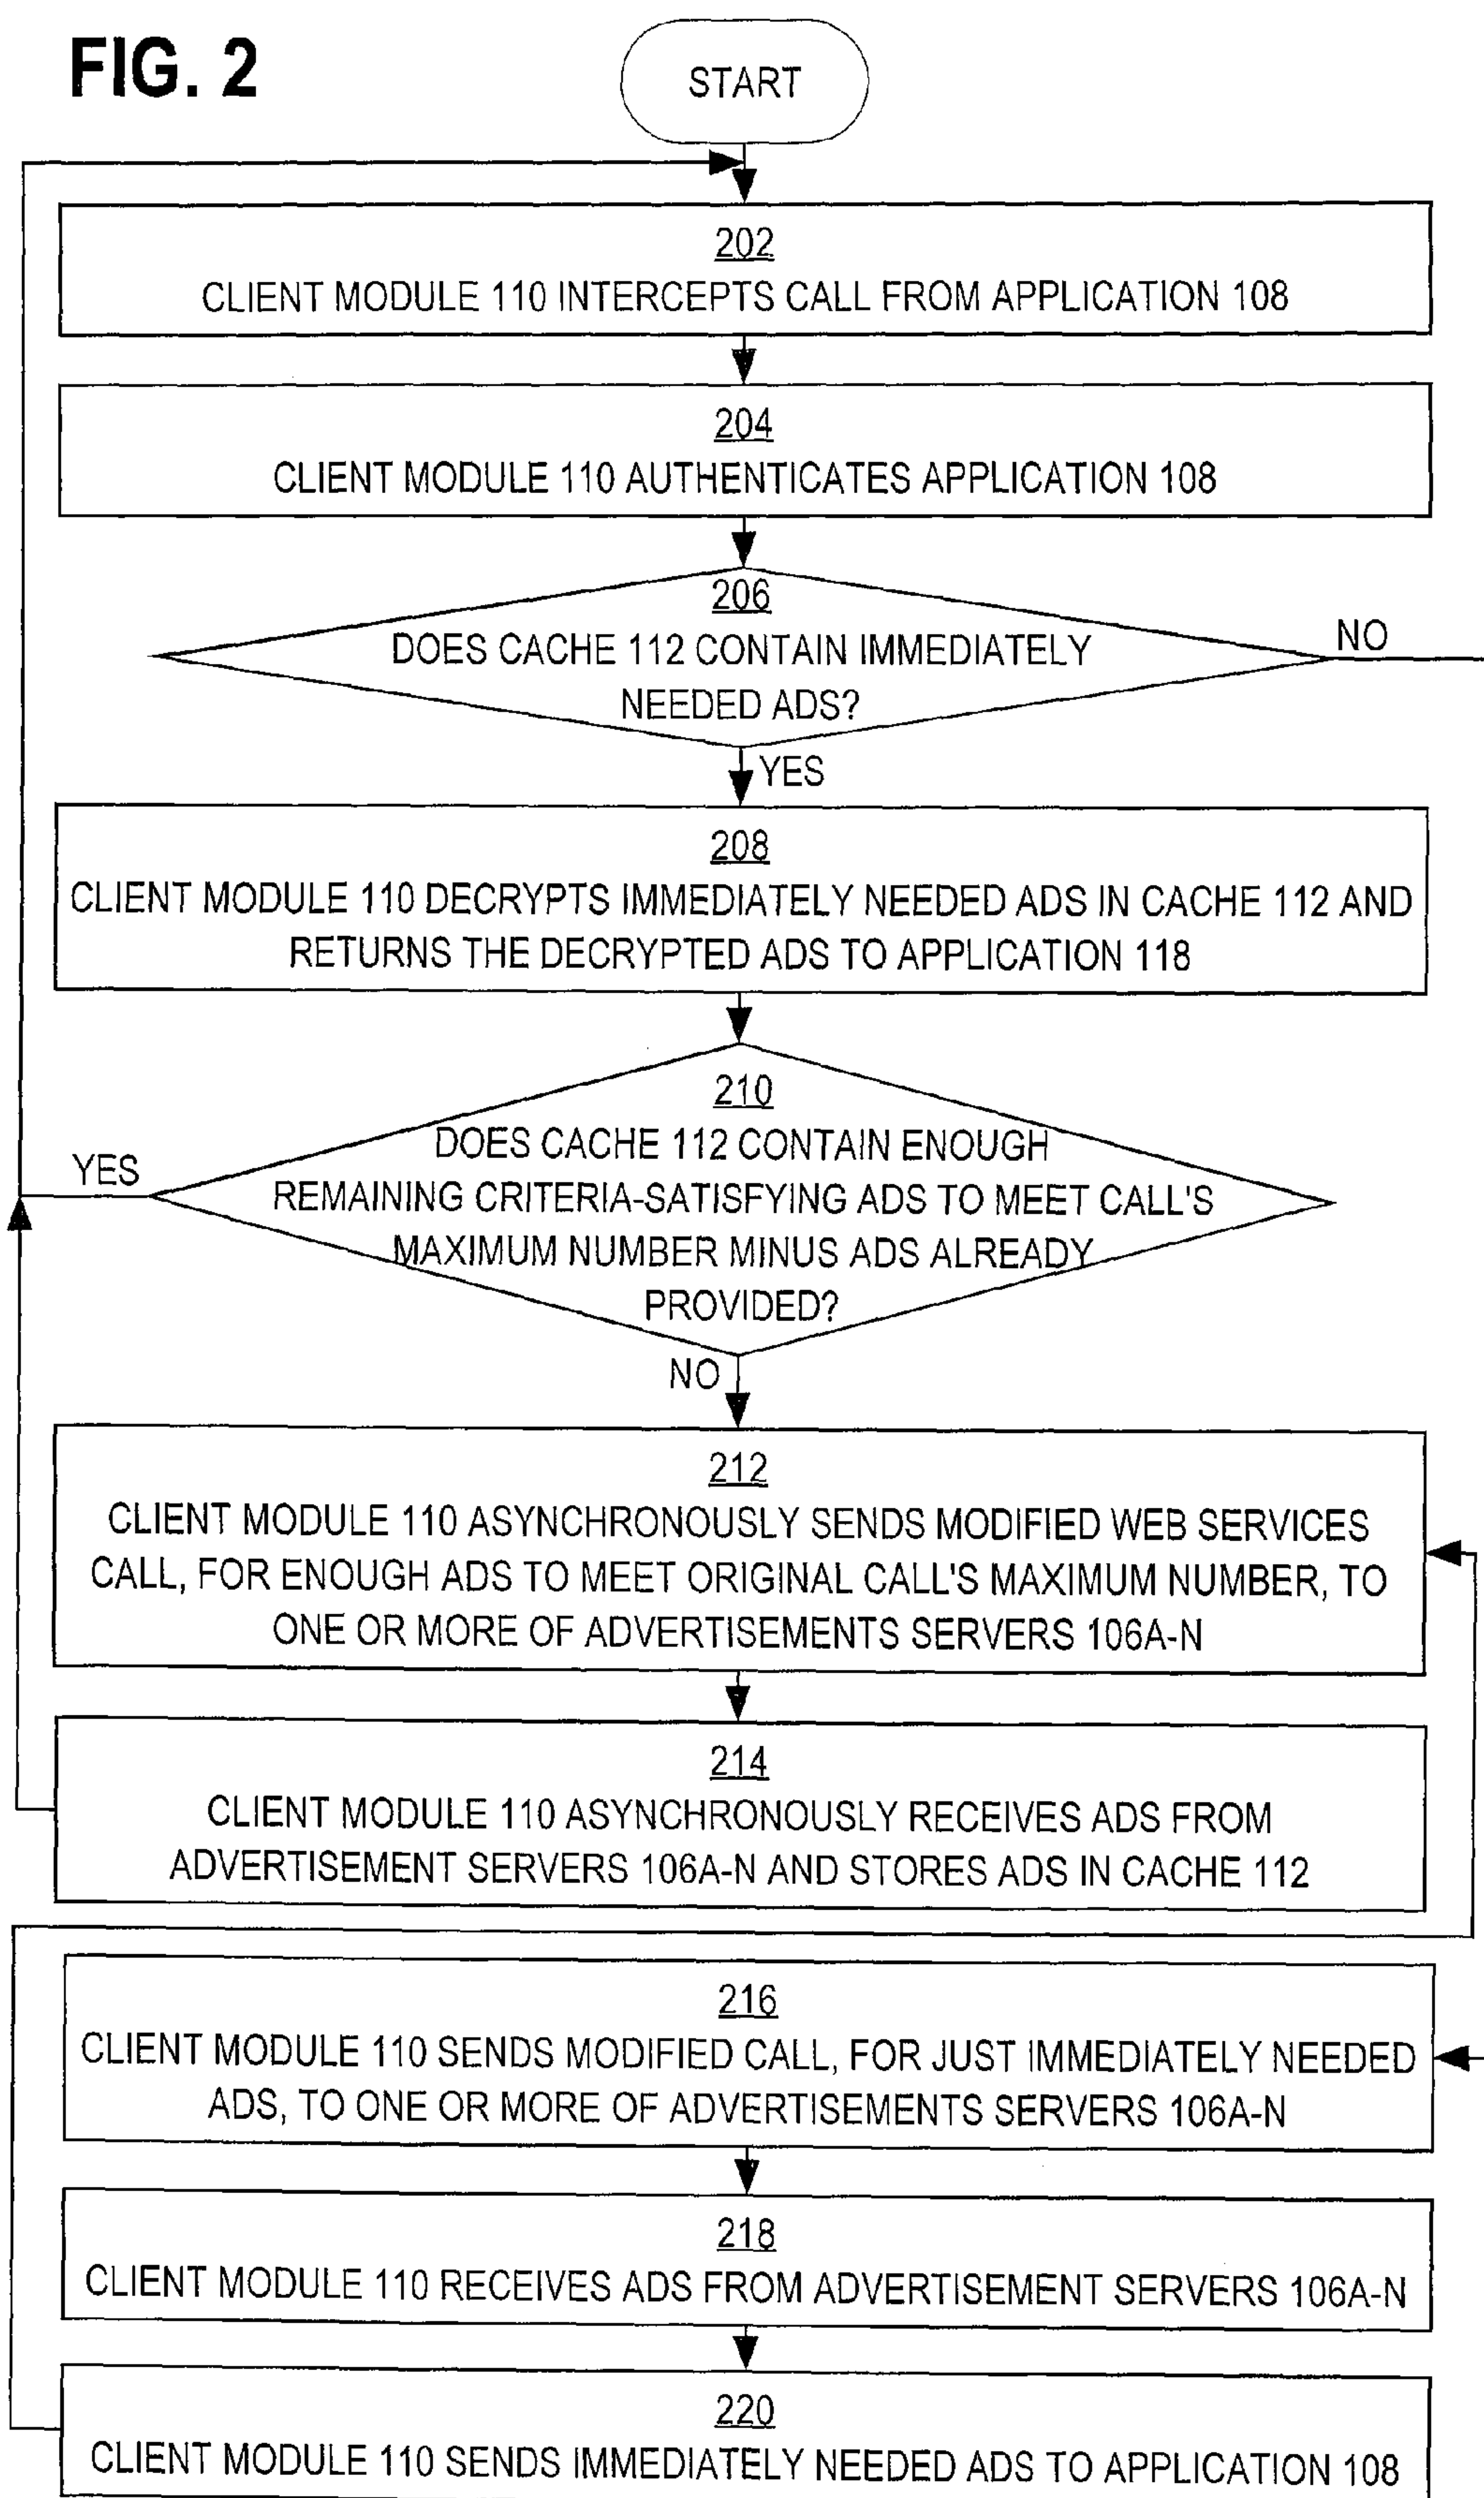 FIG. 2
START
202
CLIENT MODULE 110 INTERCEPTS CALL FROM APPLICATION 108
204
CLIENT MODULE 110 AUTHENTICATES APPLICATION 108
206
DOES CACHE 112 CONTAIN IMMEDIATELY
NEEDED ADS?
NO
YES
208
CLIENT MODULE 110 DECRYPTS IMMEDIATELY NEEDED ADS IN CACHE 112 AND
RETURNS THE DECRYPTED ADS TO APPLICATION 118
210
DOES CACHE 112 CONTAIN ENOUGH
REMAINING CRITERIA-SATISFYING ADS TO MEET CALL'S
MAXIMUM NUMBER MINUS ADS ALREADY
PROVIDED?
YES
NO
212
CLIENT MODULE 110 ASYNCHRONOUSLY SENDS MODIFIED WEB SERVICES
CALL, FOR ENOUGH ADS TO MEET ORIGINAL CALL'S MAXIMUM NUMBER, TO
ONE OR MORE OF ADVERTISEMENTS SERVERS 106A-N
214
CLIENT MODULE 110 ASYNCHRONOUSLY RECEIVES ADS FROM
ADVERTISEMENT SERVERS 106A-N AND STORES ADS IN CACHE 112
216
CLIENT MODULE 110 SENDS MODIFIED CALL, FOR JUST IMMEDIATELY NEEDED
ADS, TO ONE OR MORE OF ADVERTISEMENTS SERVERS 106A-N
218
CLIENT MODULE 110 RECEIVES ADS FROM ADVERTISEMENT SERVERS 106A-N
220
CLIENT MODULE 110 SENDS IMMEDIATELY NEEDED ADS TO APPLICATION 108